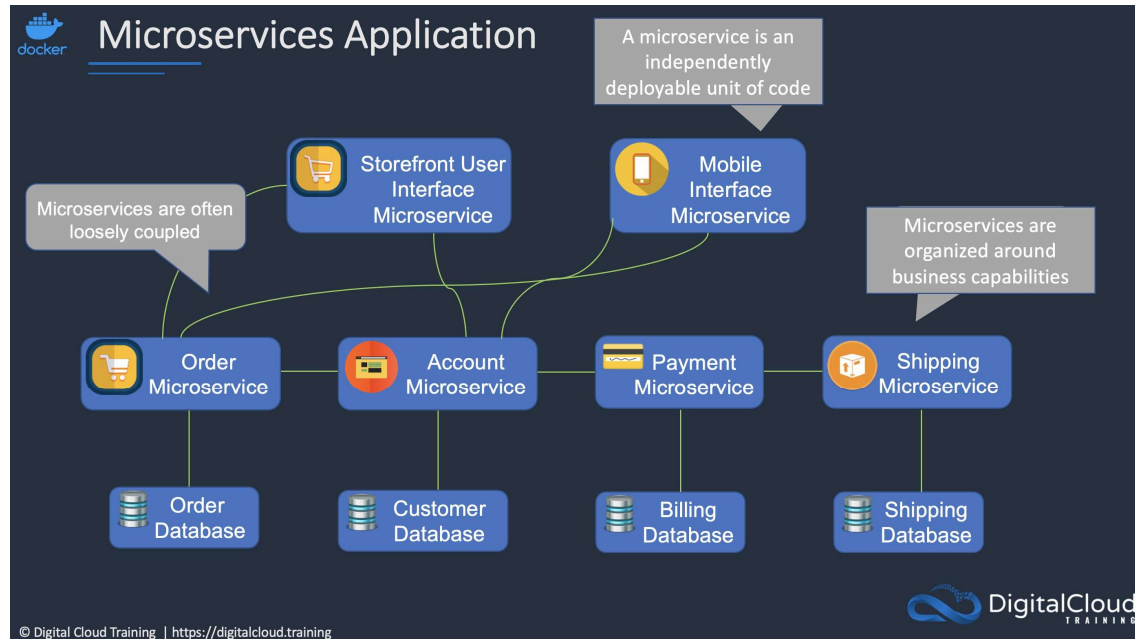 docker
Microservices Application
A microservice is an
independently
deployable unit of code
Storefront User
Interface
Microservice
Mobile
Interface
Microservice
Microservices are often
loosely coupled
Microservices are
organized around
business capabilities
Order
Microservice
Account
Microservice
Payment
Microservice
Shipping
Microservice
Order
Database
Customer
Database
Billing
Database
Shipping
Database
DigitalCloud
TRAINING
© Digital Cloud Training | https://digitalcloud.training